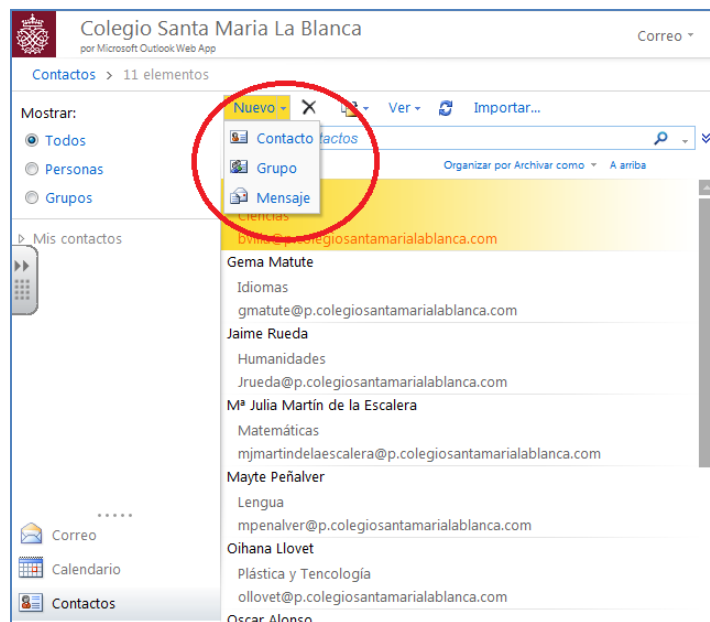 Colegio Santa Maria La Blanca
por Microsoft Outlook Web App
Correo
Contactos > 11 elementos
Mostrar:
Todos
Personas
Grupos
Mis contactos
Correo
Calendario
Contactos
Nuevo Ver Importar...
Contacto
Grupo
Mensaje
Organizar por Archivar como A arriba
Ciencias
@p.colegiosantamarialablanca.com
Gema Matute
Idiomas
gmatute@p.colegiosantamarialablanca.com
Jaime Rueda
Humanidades
Jrueda@p.colegiosantamarialablanca.com
Mª Julia Martín de la Escalera
Matemáticas
mjmartindelaescalera@p.colegiosantamarialablanca.com
Mayte Peñalver
Lengua
mpenalver@p.colegiosantamarialablanca.com
Oihana Llovet
Plástica y Tencología
ollovet@p.colegiosantamarialablanca.com
Oscar Alonso